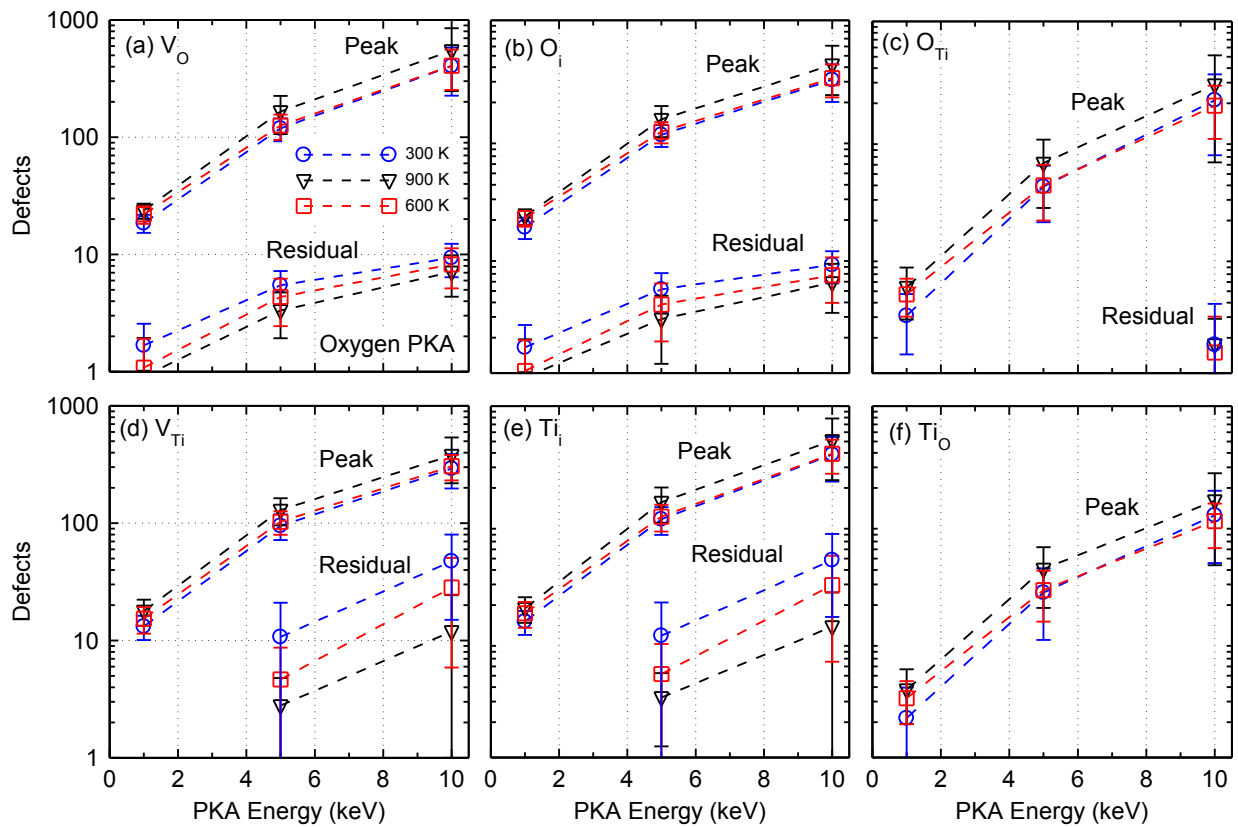 1000
100
10
1
Defects
(a) V_O
Peak
300 K
900 K
600 K
Residual
Oxygen PKA
(b) O_i
Peak
Residual
(c) O_Ti
Peak
Residual
1000
100
10
1
Defects
(d) V_Ti
Peak
Residual
0 2 4 6 8 10
PKA Energy (keV)
(e) Ti_i
Peak
Residual
0 2 4 6 8 10
PKA Energy (keV)
(f) Ti_O
Peak
0 2 4 6 8 10
PKA Energy (keV)